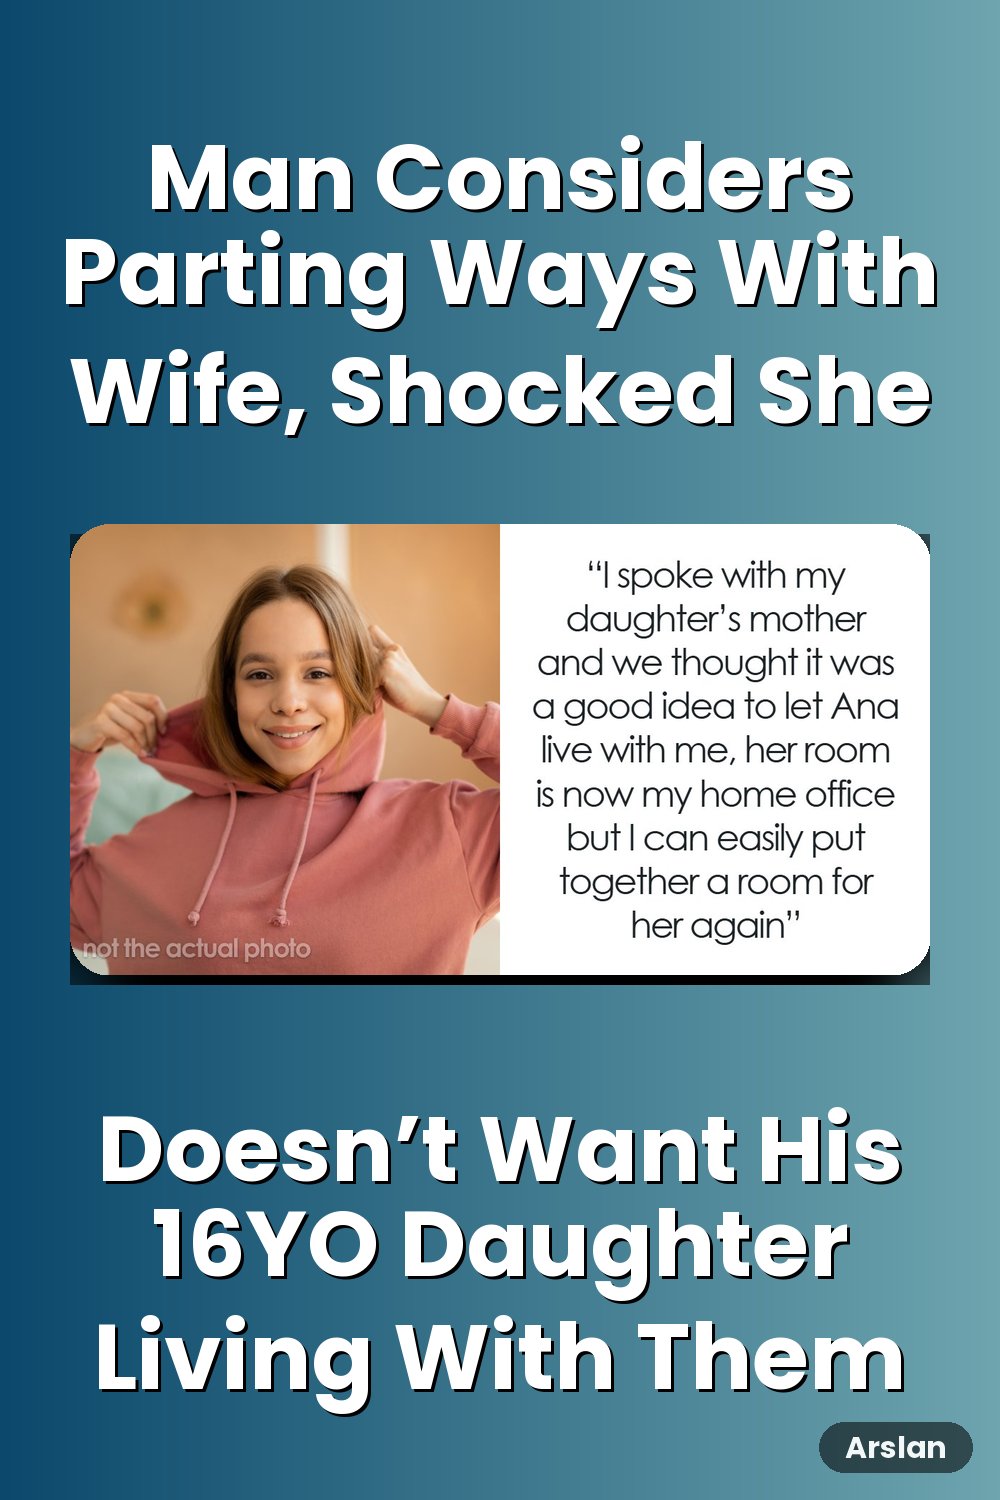 Man Considers
Parting Ways With
Wife, Shocked She
“I spoke with my
daughter’s mother
and we thought it was
a good idea to let Ana
live with me, her room
is now my home office
but I can easily put
together a room for
her again”
not the actual photo
Doesn’t Want His
16YO Daughter
Living With Them
Arslan